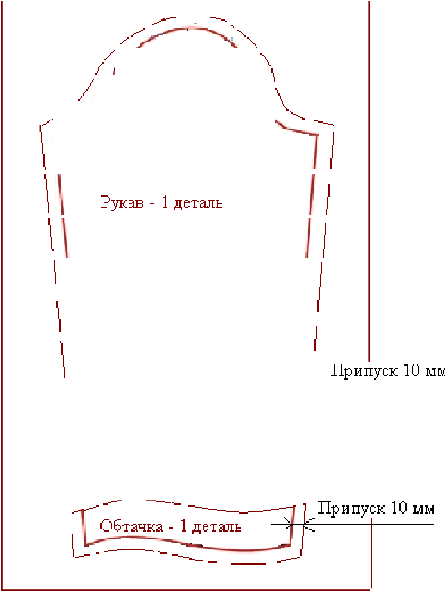 Рукав - 1 деталь
Припуск 10 мм
Припуск 10 мм
Обтачка - 1 деталь